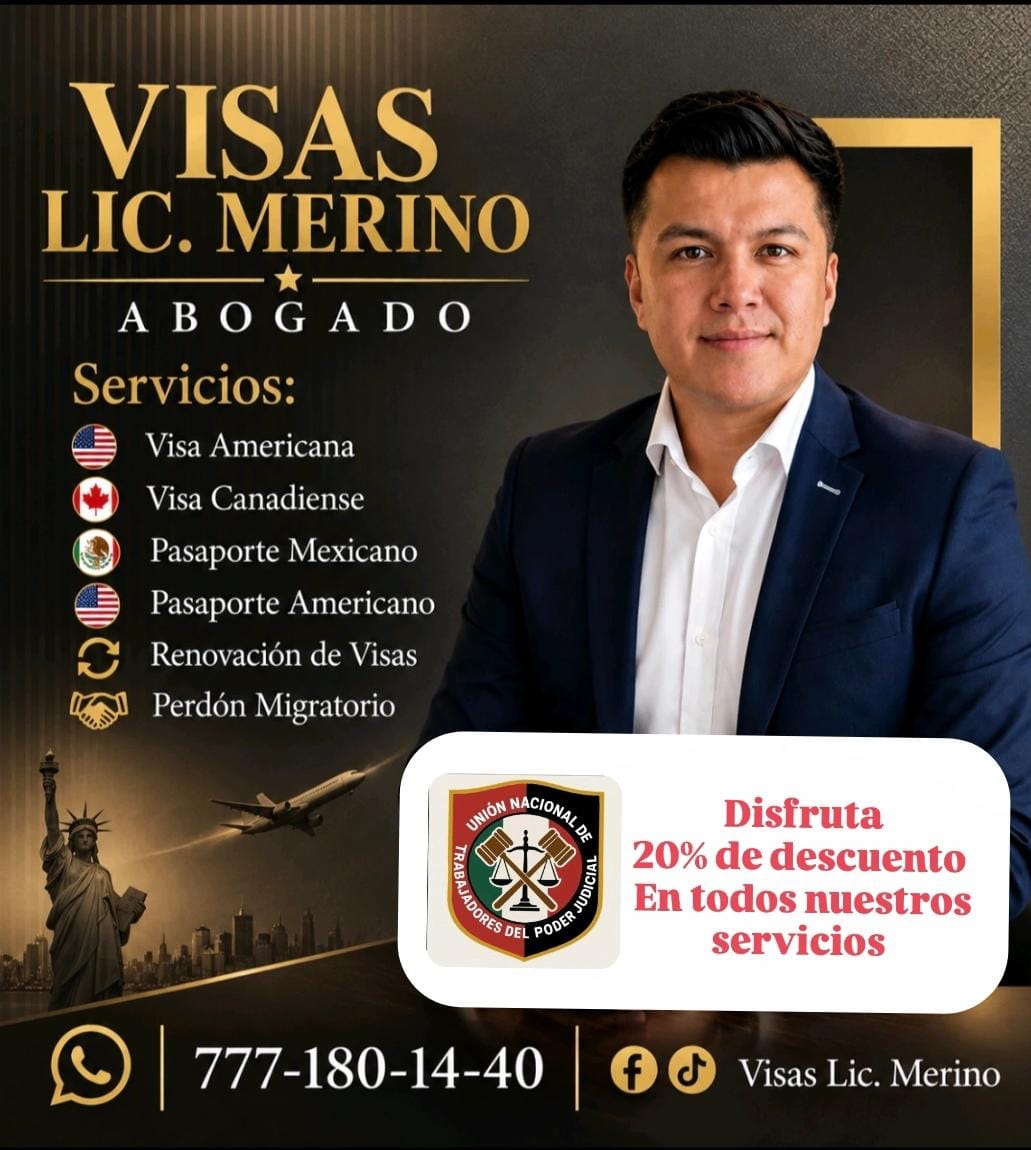 VISAS
LIC. MERINO
ABOGADO
Servicios:
Visa Americana
Visa Canadiense
Pasaporte Mexicano
Pasaporte Americano
Renovación de Visas
Perdón Migratorio
UNIÓN NACIONAL DE
TRABAJADORES DEL PODER JUDICIAL
Disfruta
20% de descuento
En todos nuestros
servicios
777-180-14-40
Visas Lic. Merino